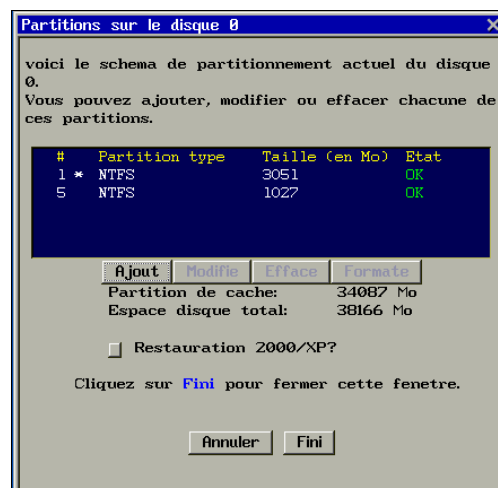 Partitions sur le disque 0
voici le schema de partitionnement actuel du disque
0.
Vous pouvez ajouter, modifier ou effacer chacune de
ces partitions.
# Partition type Taille (en Mo) Etat
1 * NTFS 3051 OK
5 NTFS 1027 OK
Ajout Modifie Efface Formate
Partition de cache: 34087 Mo
Espace disque total: 38166 Mo
Restauration 2000/XP?
Cliquez sur Fini pour fermer cette fenetre.
Annuler Fini